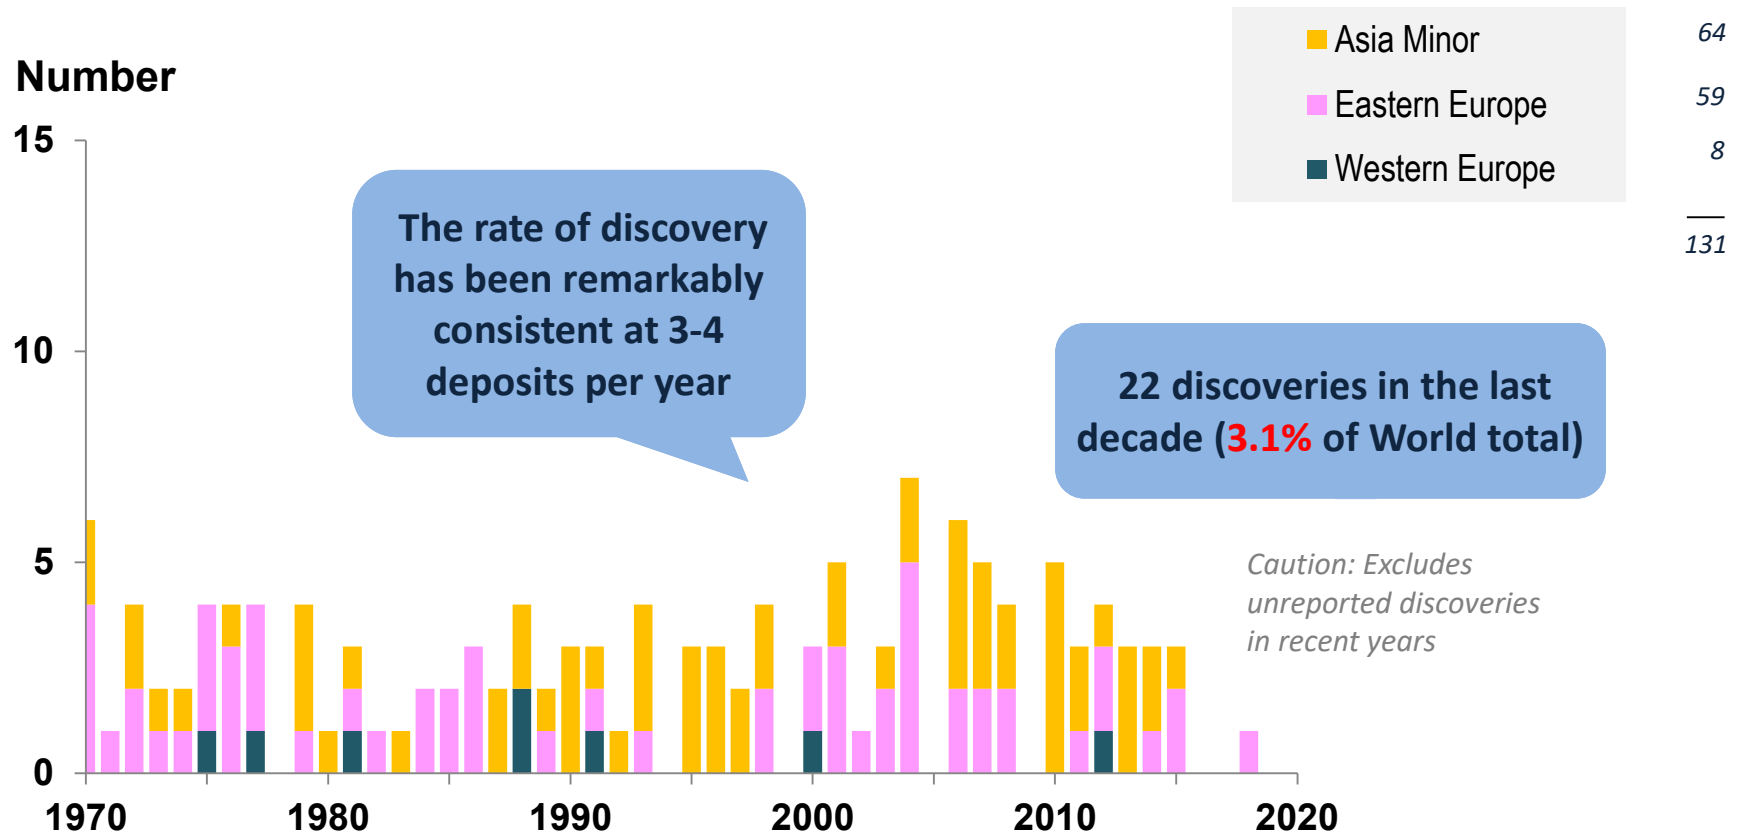 Number
Asia Minor 64
Eastern Europe 59
Western Europe 8
131
15
10
5
0
The rate of discovery
has been remarkably
consistent at 3-4
deposits per year
22 discoveries in the last
decade (3.1% of World total)
Caution: Excludes
unreported discoveries
in recent years
1970 1980 1990 2000 2010 2020